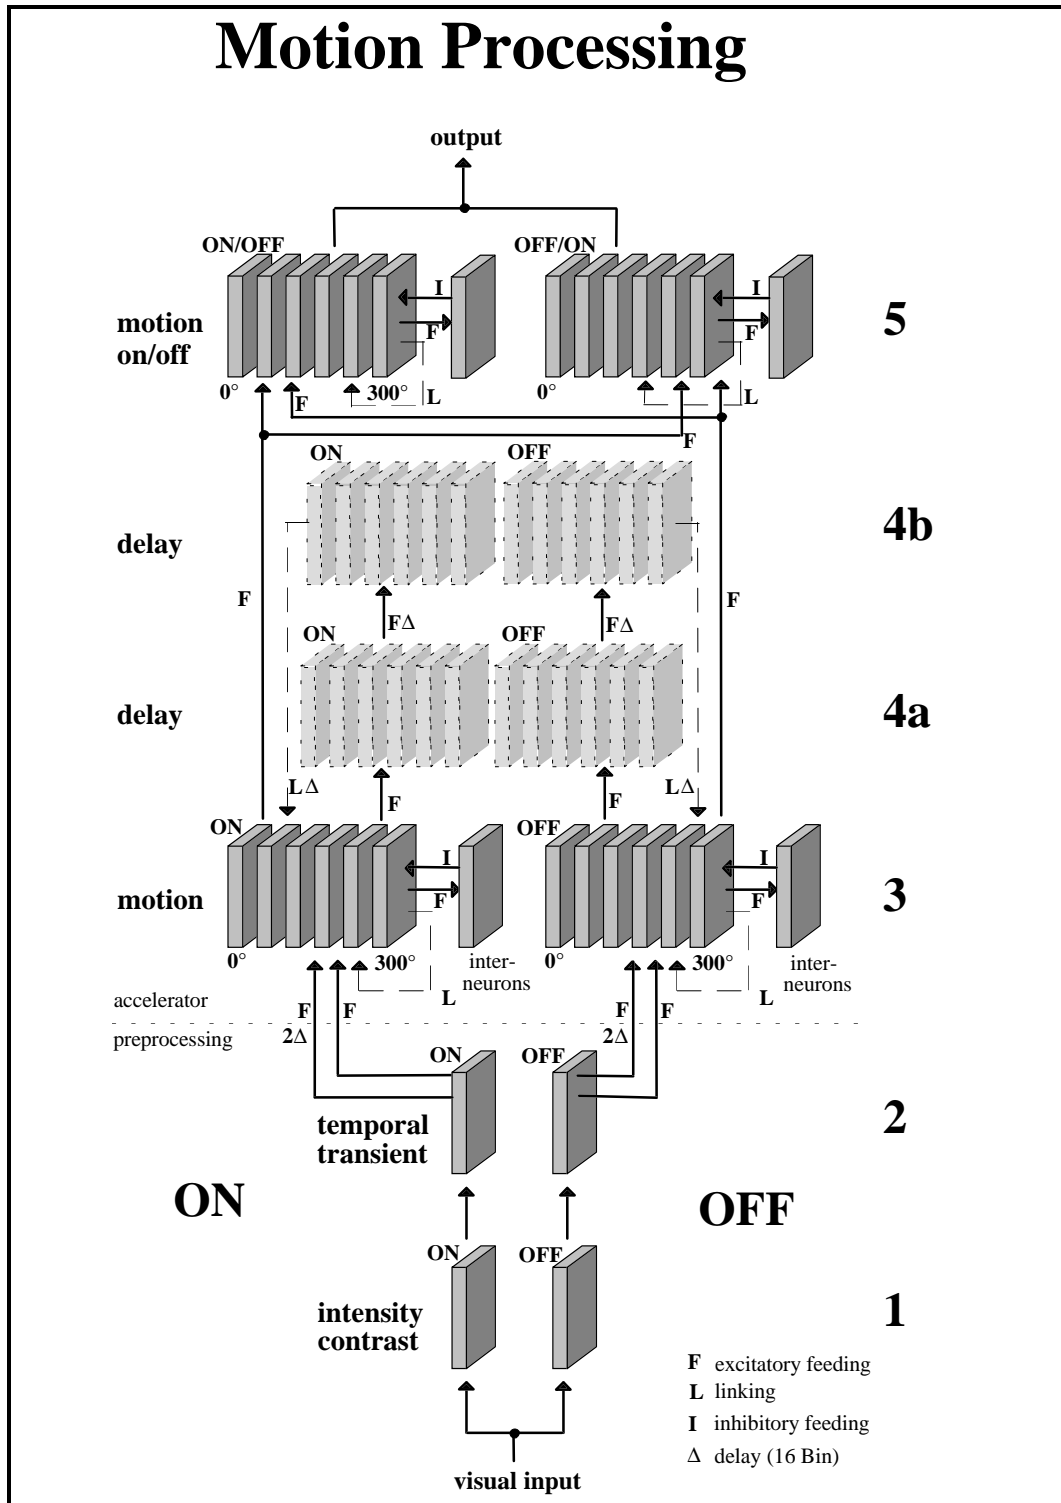 Motion Processing
output
ON/OFF
OFF/ON
I
I
motion
on/off
F
F
5
0°
300°
L
0°
L
F
F
ON
OFF
delay
4b
F
F
FΔ
FΔ
ON
OFF
delay
4a
LΔ
LΔ
F
F
ON
OFF
I
I
motion
F
F
3
0°
300°
inter-
neurons
0°
300°
inter-
neurons
L
L
accelerator
F
F
F
F
preprocessing
2Δ
2Δ
ON
OFF
temporal
transient
2
ON
OFF
ON
OFF
intensity
contrast
1
F excitatory feeding
L linking
I inhibitory feeding
Δ delay (16 Bin)
visual input